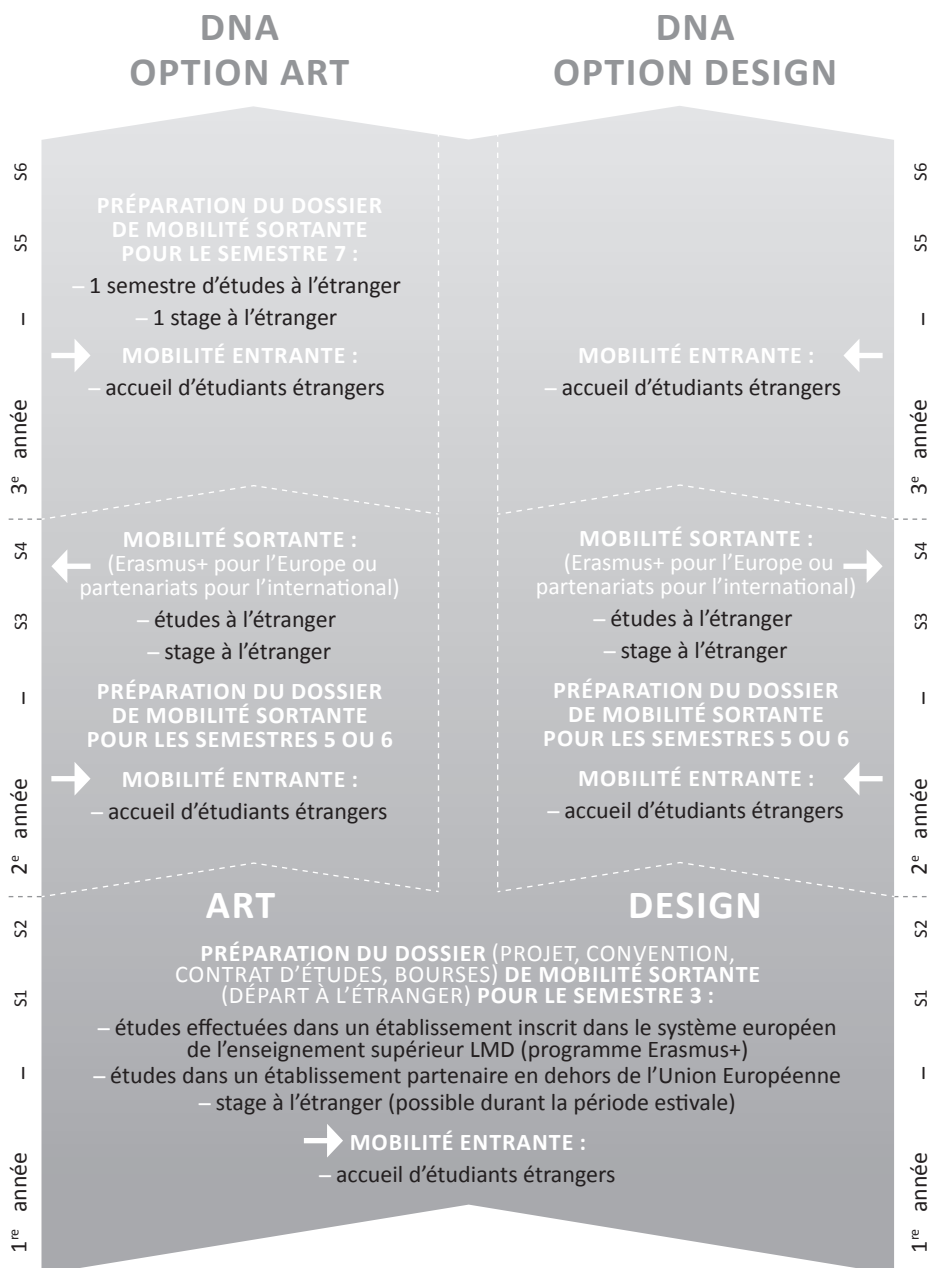 DNA
OPTION ART
DNA
OPTION DESIGN
S6
S5
–
3e année
PRÉPARATION DU DOSSIER
DE MOBILITÉ SORTANTE
POUR LE SEMESTRE 7 :
– 1 semestre d’études à l’étranger
– 1 stage à l’étranger
MOBILITÉ ENTRANTE :
– accueil d’étudiants étrangers
MOBILITÉ ENTRANTE :
– accueil d’étudiants étrangers
S6
S5
–
3e année
S4
S3
–
2e année
MOBILITÉ SORTANTE :
(Erasmus+ pour l’Europe ou
partenariats pour l’international)
– études à l’étranger
– stage à l’étranger
PRÉPARATION DU DOSSIER
DE MOBILITÉ SORTANTE
POUR LES SEMESTRES 5 OU 6
MOBILITÉ ENTRANTE :
– accueil d’étudiants étrangers
MOBILITÉ SORTANTE :
(Erasmus+ pour l’Europe ou
partenariats pour l’international)
– études à l’étranger
– stage à l’étranger
PRÉPARATION DU DOSSIER
DE MOBILITÉ SORTANTE
POUR LES SEMESTRES 5 OU 6
MOBILITÉ ENTRANTE :
– accueil d’étudiants étrangers
S4
S3
–
2e année
S2
S1
–
1re année
ART
DESIGN
PRÉPARATION DU DOSSIER (PROJET, CONVENTION,
CONTRAT D’ÉTUDES, BOURSES) DE MOBILITÉ SORTANTE
(DÉPART À L’ÉTRANGER) POUR LE SEMESTRE 3 :
– études effectuées dans un établissement inscrit dans le système européen
de l’enseignement supérieur LMD (programme Erasmus+)
– études dans un établissement partenaire en dehors de l’Union Européenne
– stage à l’étranger (possible durant la période estivale)
MOBILITÉ ENTRANTE :
– accueil d’étudiants étrangers
S2
S1
–
1re année